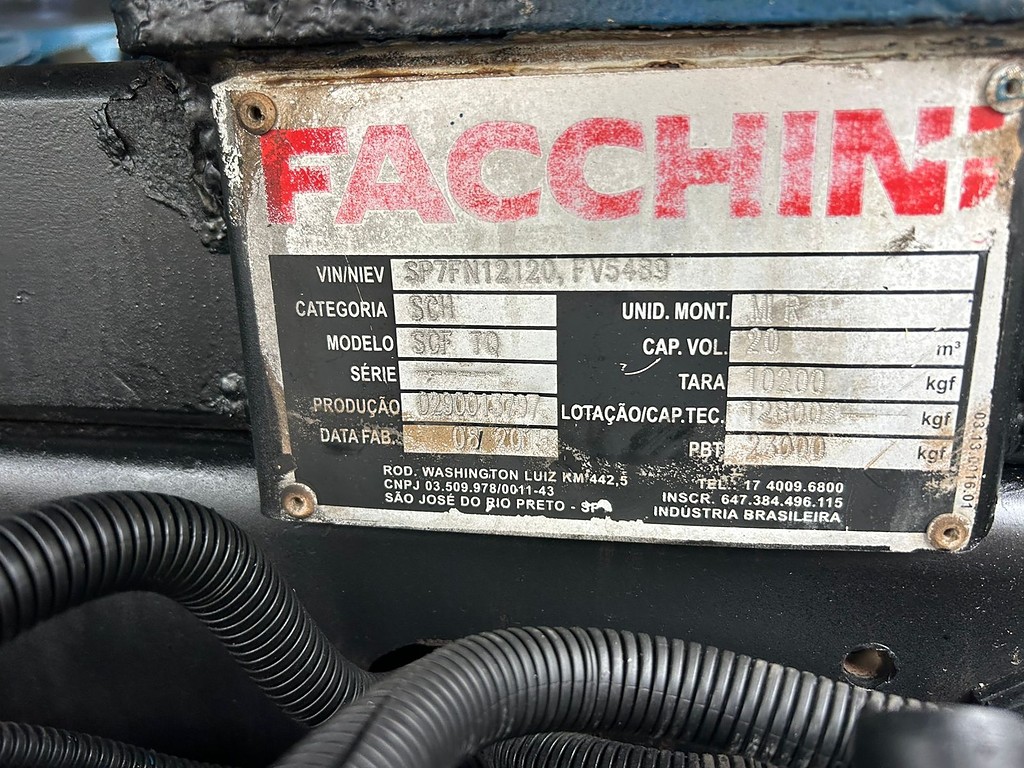 FACCHINI
VIN/NIEV SP7FN12120,FV5489
CATEGORIA SCH UNID. MONT.
MODELO SCF TQ CAP. VOL. 20 m³
SÉRIE TARA 10200 kgf
PRODUÇÃO LOTAÇÃO/CAP.TEC. 12800 kgf
DATA FAB. 08/ PBT 23000 kgf
ROD. WASHINGTON LUIZ KM 442,5 TEL.: 17 4009.6800
CNPJ 03.509.978/0011-43 INSCR. 647.384.496.115
SÃO JOSÉ DO RIO PRETO - SP INDÚSTRIA BRASILEIRA